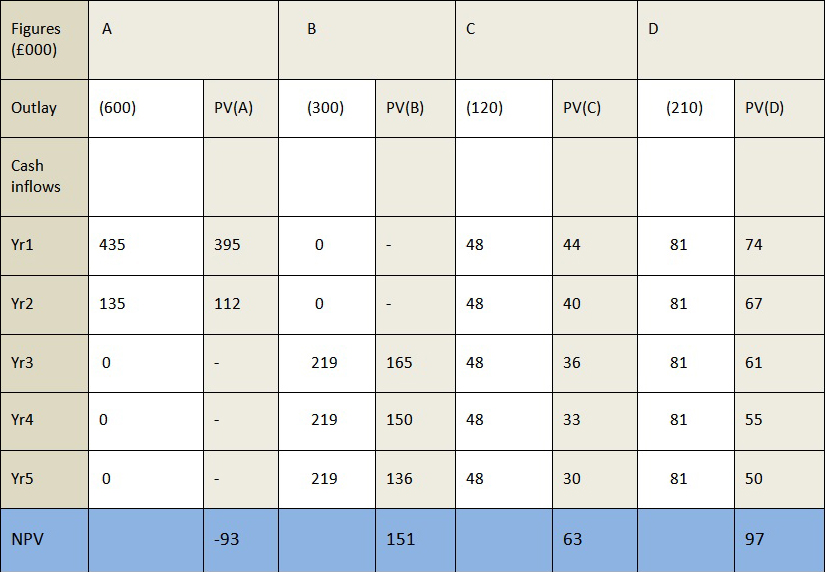 Figures (£000) A B C D
Outlay (600) PV(A) (300) PV(B) (120) PV(C) (210) PV(D)
Cash inflows
Yr1 435 395 0 - 48 44 81 74
Yr2 135 112 0 - 48 40 81 67
Yr3 0 - 219 165 48 36 81 61
Yr4 0 - 219 150 48 33 81 55
Yr5 0 - 219 136 48 30 81 50
NPV -93 151 63 97